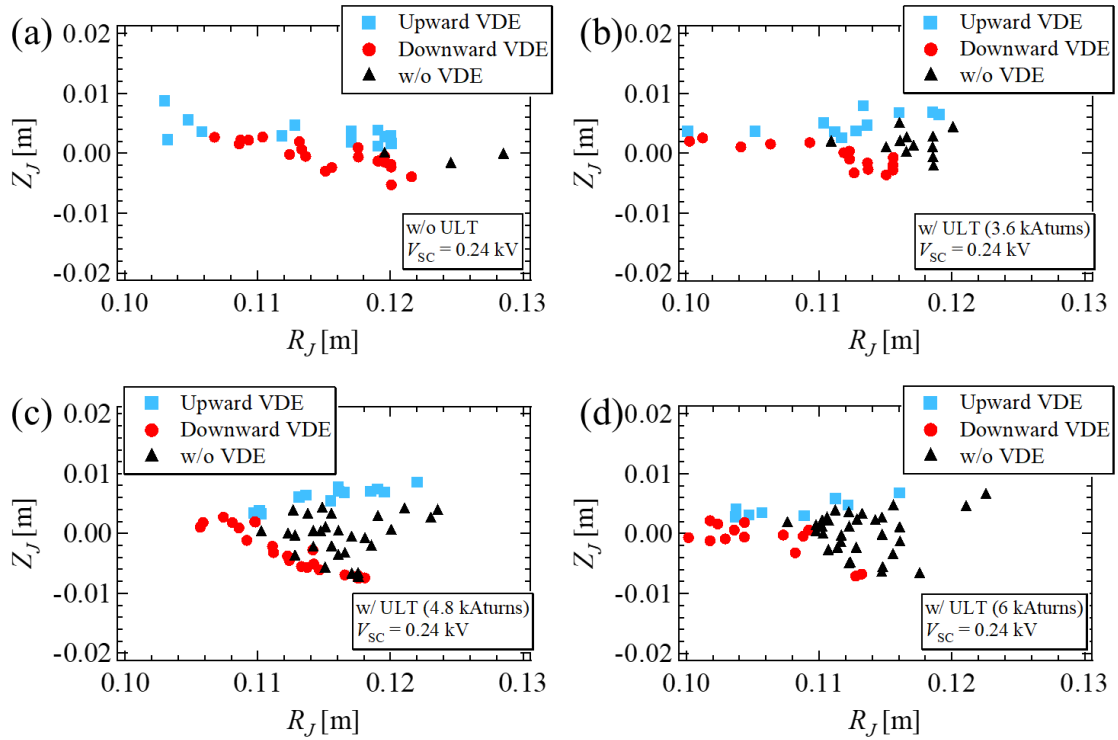 (a)
0.02
0.01
0.00
-0.01
-0.02
Z_J [m]
Upward VDE
Downward VDE
w/o VDE
w/o ULT
V_SC = 0.24 kV
0.10 0.11 0.12 0.13
R_J [m]
(b)
0.02
0.01
0.00
-0.01
-0.02
Z_J [m]
Upward VDE
Downward VDE
w/o VDE
w/ ULT (3.6 kAturns)
V_SC = 0.24 kV
0.10 0.11 0.12 0.13
R_J [m]
(c)
0.02
0.01
0.00
-0.01
-0.02
Z_J [m]
Upward VDE
Downward VDE
w/o VDE
w/ ULT (4.8 kAturns)
V_SC = 0.24 kV
0.10 0.11 0.12 0.13
R_J [m]
(d)
0.02
0.01
0.00
-0.01
-0.02
Z_J [m]
Upward VDE
Downward VDE
w/o VDE
w/ ULT (6 kAturns)
V_SC = 0.24 kV
0.10 0.11 0.12 0.13
R_J [m]